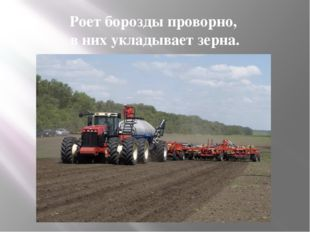 Роет борозды проворно,
в них укладывает зерна.